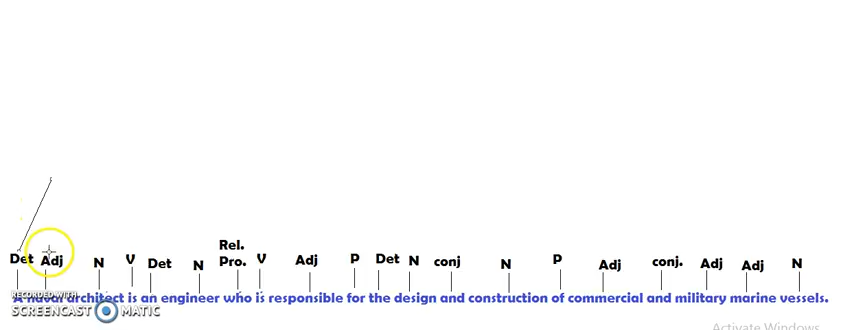 Rel.
Det Adj N V Det N Pro. V Adj P Det N conj N P Adj conj. Adj Adj N
A naval architect is an engineer who is responsible for the design and construction of commercial and military marine vessels.
RECORDED WITH
SCREENCAST MATIC
Activate Windows